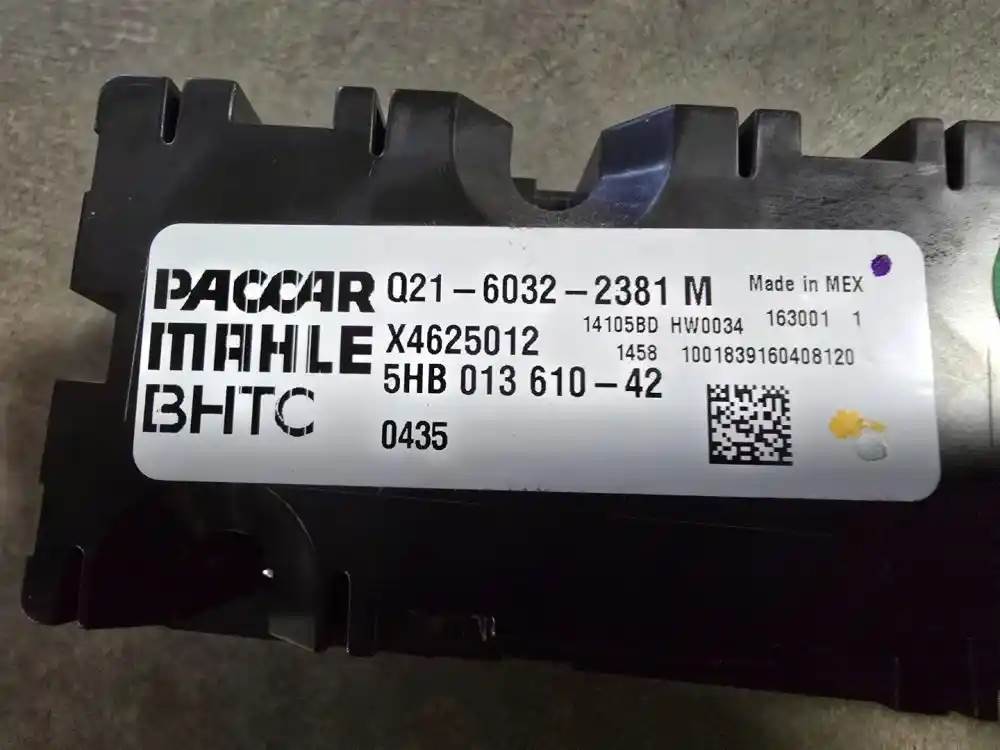 PACCAR Q21-6032-2381 M Made in MEX
MAHLE X4625012 14105BD HW0034 163001 1
1458 1001839160408120
BHTC 5HB 013 610-42
0435